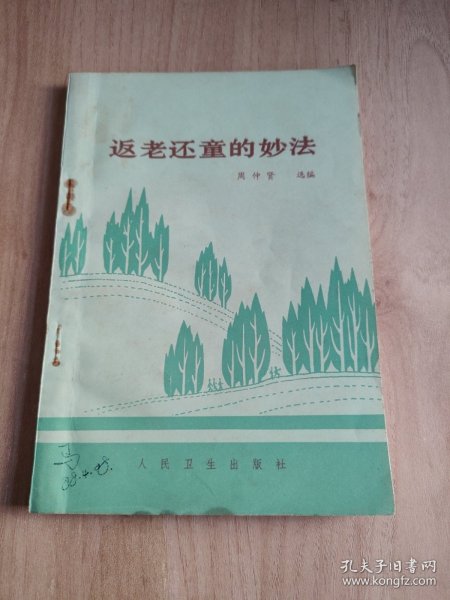 返老还童的妙法
周仲贤 选编
人民卫生出版社
马
孔夫子旧书网
www.kongfz.com